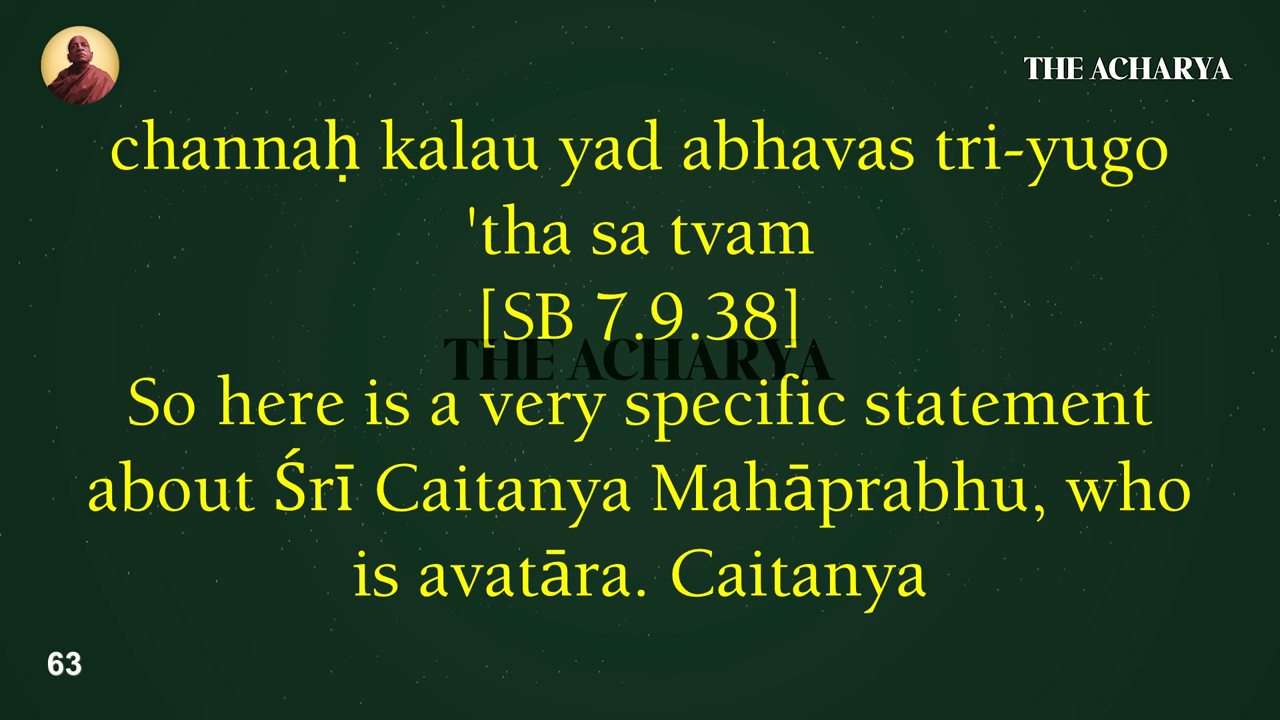 THE ACHARYA
channaḥ kalau yad abhavas tri-yugo
'tha sa tvam
[SB 7.9.38]
THE ACHARYA
So here is a very specific statement
about Śrī Caitanya Mahāprabhu, who
is avatāra. Caitanya
63